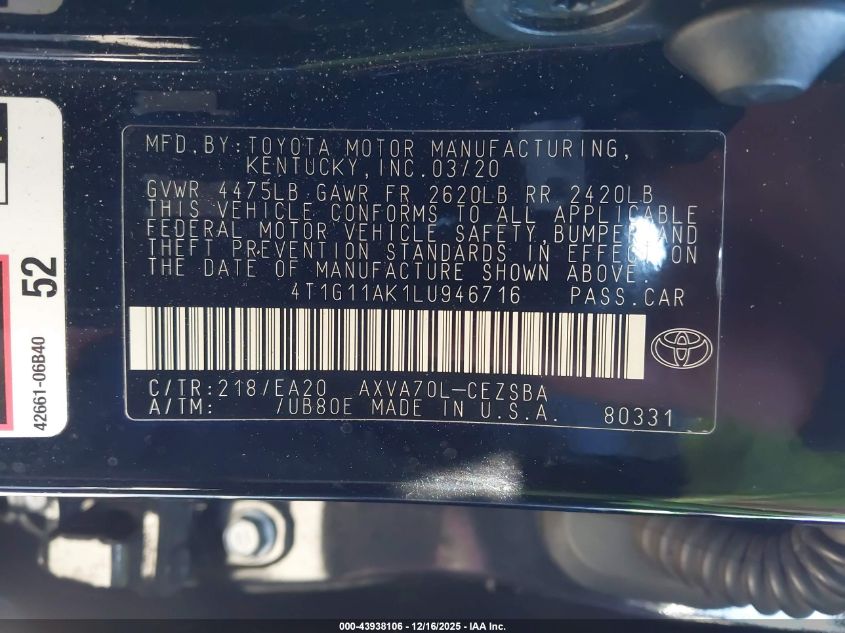 MFD.BY:TOYOTA MOTOR MANUFACTURING,
KENTUCKY, INC.03/20
GVWR 4475LB GAWR FR 2620LB RR 2420LB
THIS VEHICLE CONFORMS TO ALL APPLICABLE
FEDERAL MOTOR VEHICLE SAFETY,BUMPER,AND
THEFT PREVENTION STANDARDS IN EFFECT ON
THE DATE OF MANUFACTURE SHOWN ABOVE.
4T1G11AK1LU946716 PASS.CAR
C/TR:218/EA20 AXVA70L-CEZSBA
A/TM: /UB80E MADE IN U.S.A. 80331
52
42661-06B40
000-43938106 - 12/16/2025 - IAA Inc.